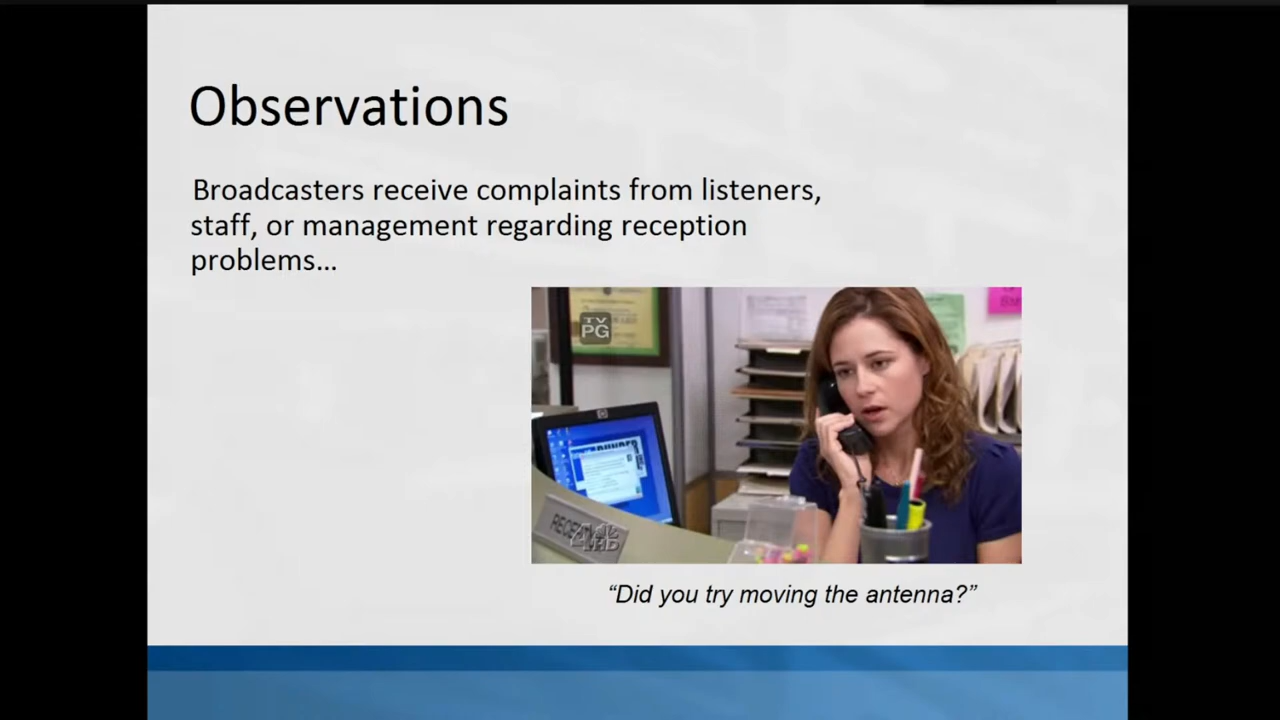 Observations
Broadcasters receive complaints from listeners,
staff, or management regarding reception
problems…
TV
PG
“Did you try moving the antenna?”